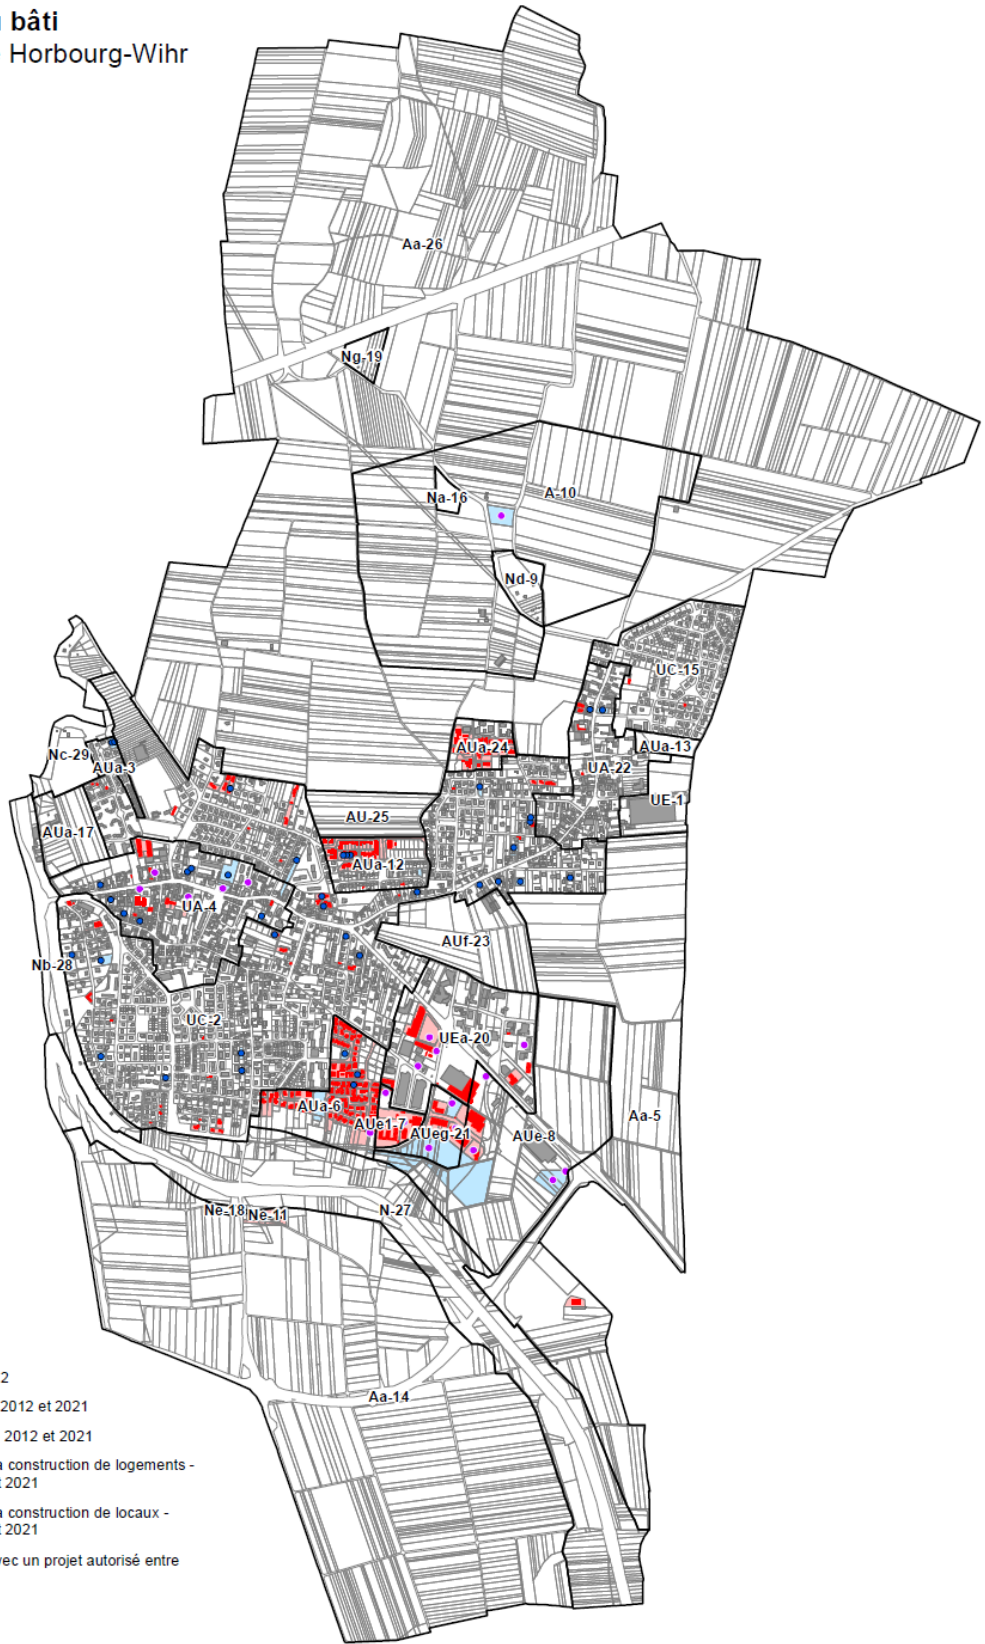 bâti
Horbourg-Wihr
Aa-26
Ng-19
Na-16
A-10
Nd-9
UC-15
AUa-24
AUa-13
Nc-29
AUa-3
UA-22
UE-1
AU-25
AUa-17
AUa-12
UA-4
AUf-23
Nb-28
UC-2
UEa-20
AUa-6
Aa-5
AUe1-7
AUeg-21
AUe-8
Ne-18
Ne-11
N-27
Aa-14
2
2012 et 2021
2012 et 2021
a construction de logements -
t 2021
a construction de locaux -
t 2021
vec un projet autorisé entre